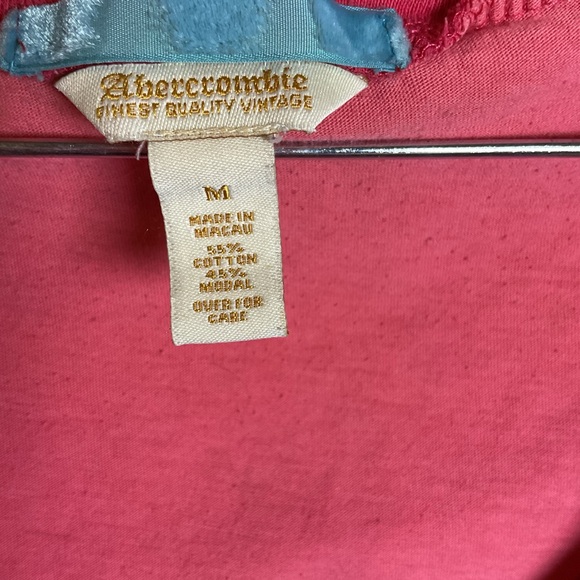 Abercrombie
FINEST QUALITY VINTAGE
M
MADE IN
MACAU
55%
COTTON
45%
MODAL
OVER FOR
CARE